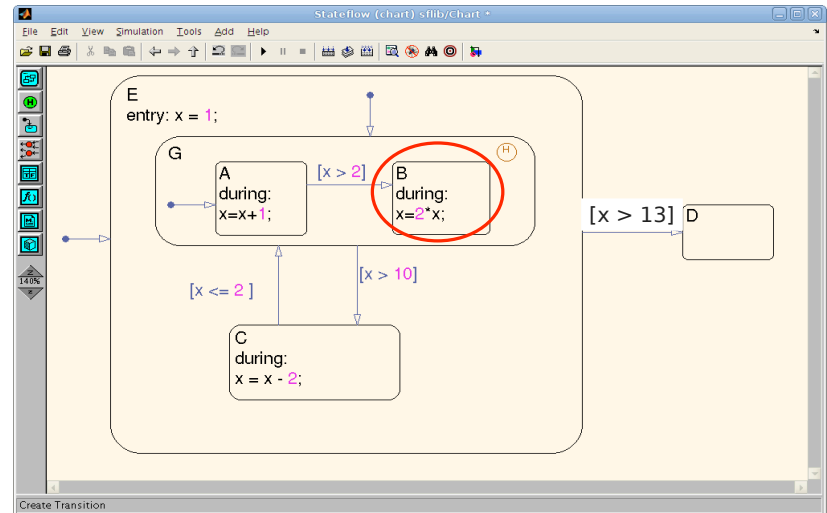 Stateflow (chart) sflib/Chart *
File Edit View Simulation Tools Add Help
E
entry: x = 1;
G
H
A
during:
x=x+1;
[x > 2]
B
during:
x=2*x;
[x > 13]
D
[x <= 2 ]
[x > 10]
C
during:
x = x - 2;
H
f()
Z
140%
Z
Create Transition